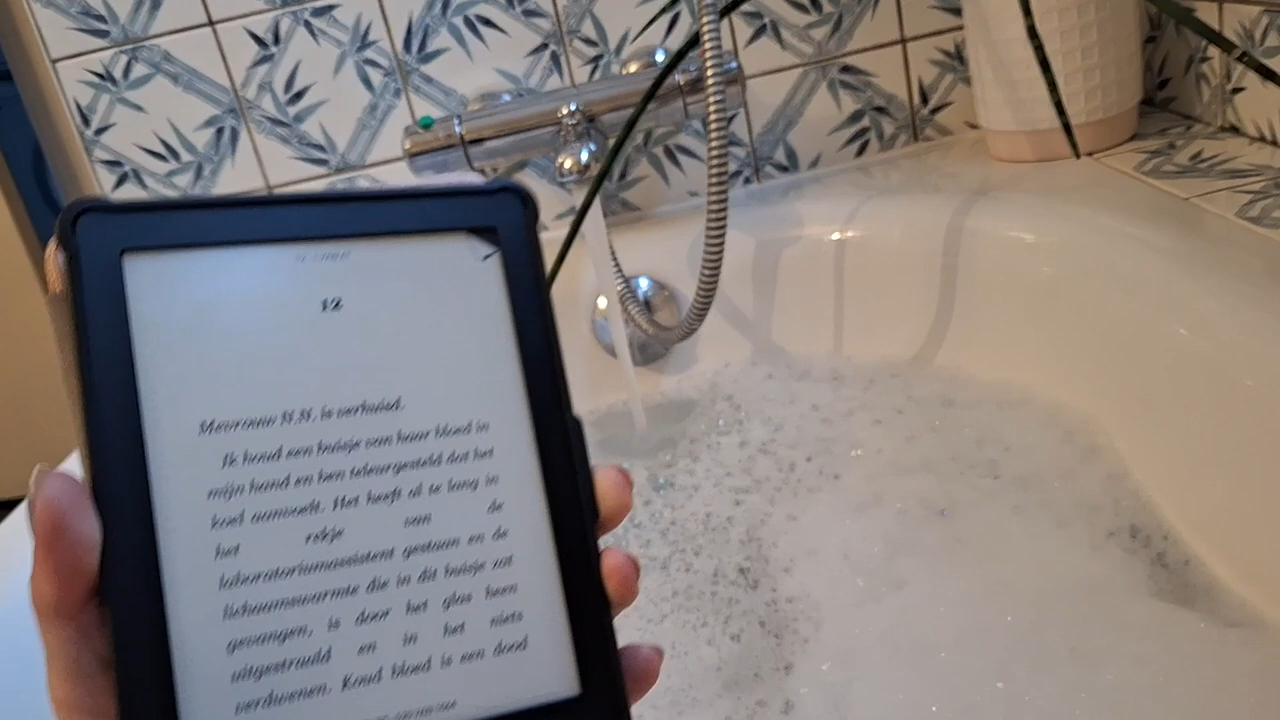 12
Mevrouw N.N. is verhuisd.
Ik houd een buisje van haar bloed in
mijn hand en ben teleurgesteld dat het
koud aanvoelt. Het heeft al te lang in
het rekje van de
laboratoriumassistent gestaan en de
lichaamswarmte die in dit buisje zat
gevangen, is door het glas heen
uitgestraald en in het niets
verdwenen. Koud bloed is een dood